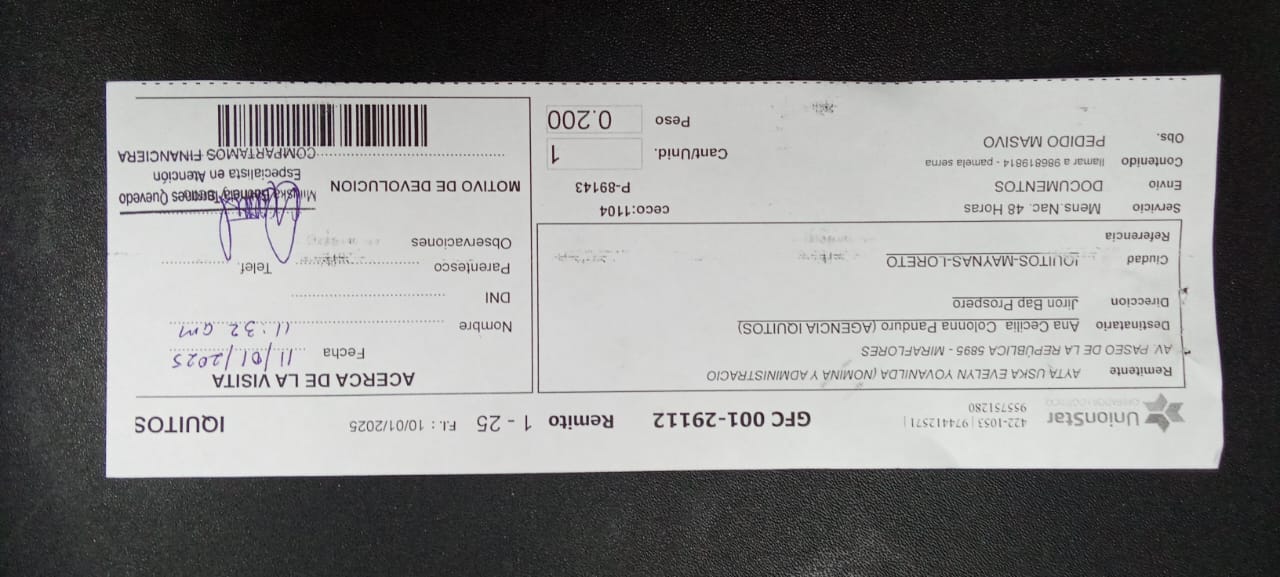 UnionStar
OPERADOR LOGÍSTICO
422-1053 | 974412571 |
955751280
GFC 001-29112
Remito 1 - 25 F.I. : 10/01/2025
IQUITOS
Remitente AYTA USKA EVELYN YOVANILDA (NOMINA Y ADMINISTRACIO
AV. PASEO DE LA REPÚBLICA 5895 - MIRAFLORES
Destinatario Ana Cecilia Colonna Panduro (AGENCIA IQUITOS)
Direccion Jiron Bap Prospero
Ciudad IQUITOS-MAYNAS-LORETO
Referencia
Servicio Mens.Nac. 48 Horas ceco:1104
Envio DOCUMENTOS P-89143
Contenido llamar a 986819814 - pamela serna
Obs. PEDIDO MASIVO
Cant/Unid. 1
Peso 0.200
ACERCA DE LA VISITA
Fecha 11/01/2025
Nombre 11:32 am
DNI
Parentesco Telef.
Observaciones
MOTIVO DE DEVOLUCION
Quevedo
Especialista en Atención
COMPARTAMOS FINANCIERA